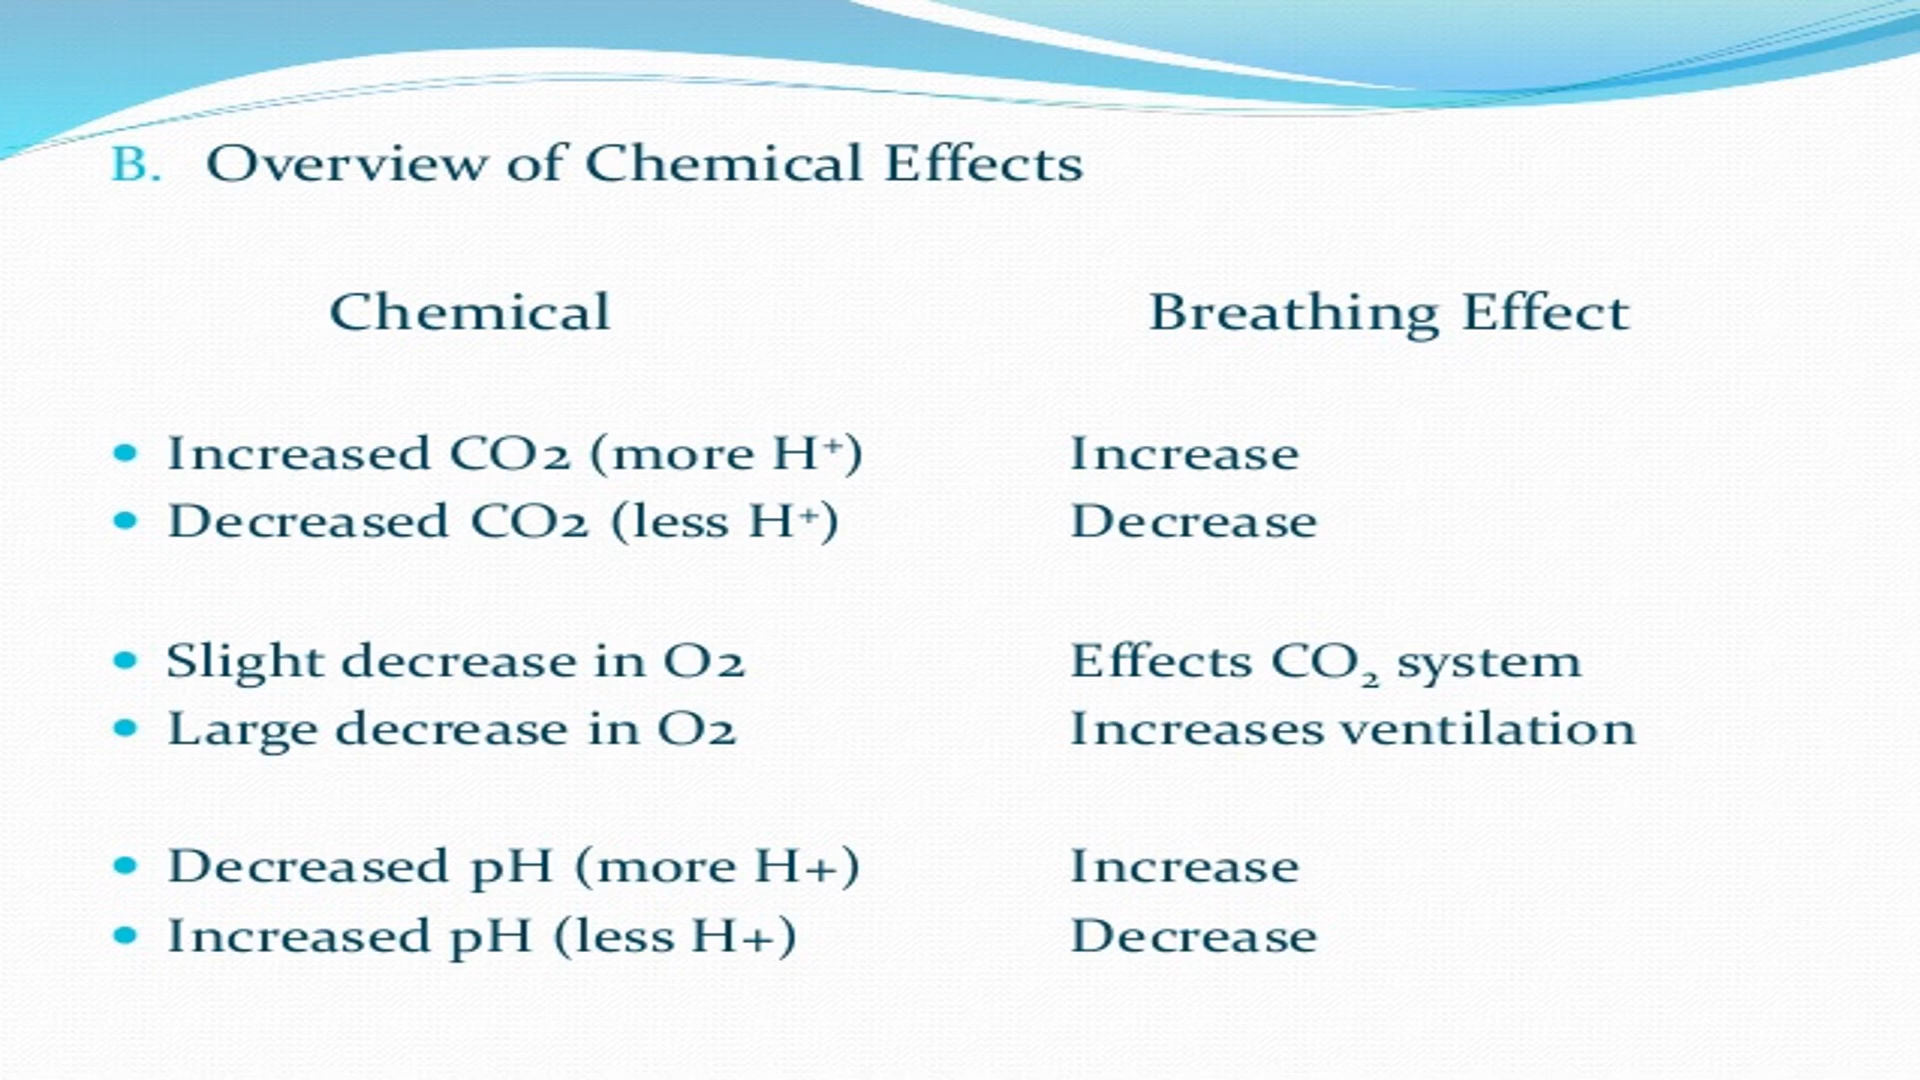 B. Overview of Chemical Effects
Chemical Breathing Effect
• Increased CO2 (more H⁺) Increase
• Decreased CO2 (less H⁺) Decrease
• Slight decrease in O2 Effects CO₂ system
• Large decrease in O2 Increases ventilation
• Decreased pH (more H+) Increase
• Increased pH (less H+) Decrease